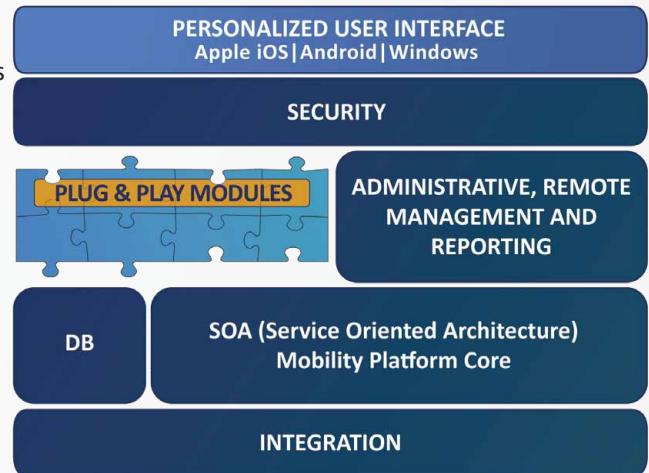 PERSONALIZED USER INTERFACE
Apple iOS|Android|Windows
s
SECURITY
PLUG & PLAY MODULES
ADMINISTRATIVE, REMOTE
MANAGEMENT AND
REPORTING
DB
SOA (Service Oriented Architecture)
Mobility Platform Core
INTEGRATION